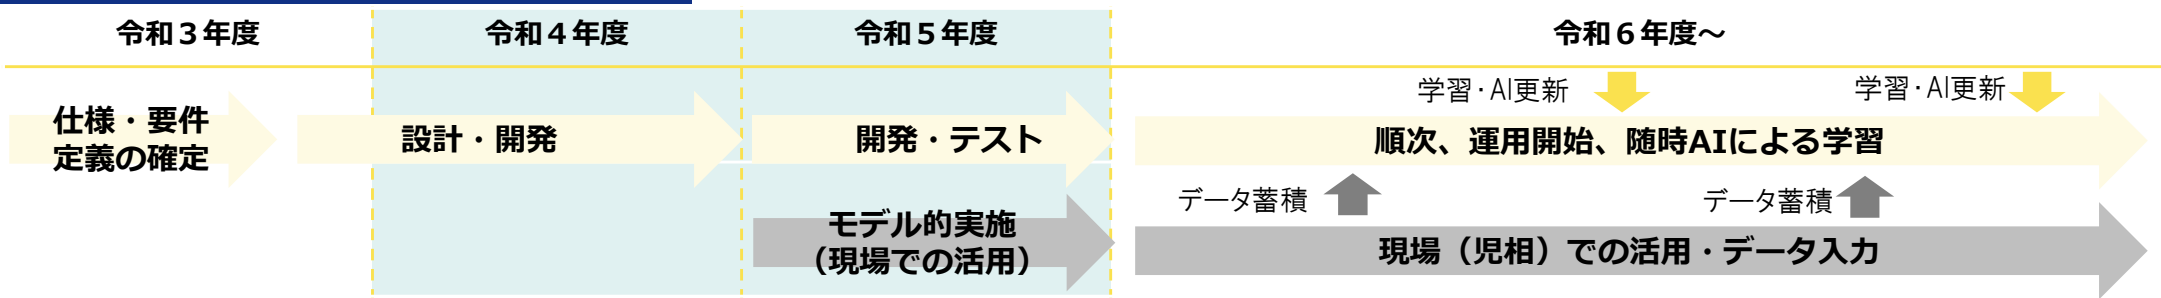 令和３年度
令和４年度
令和５年度
令和６年度～
学習・AI更新
学習・AI更新
仕様・要件
定義の確定
設計・開発
開発・テスト
順次、運用開始、随時AIによる学習
データ蓄積
データ蓄積
モデル的実施
（現場での活用）
現場（児相）での活用・データ入力